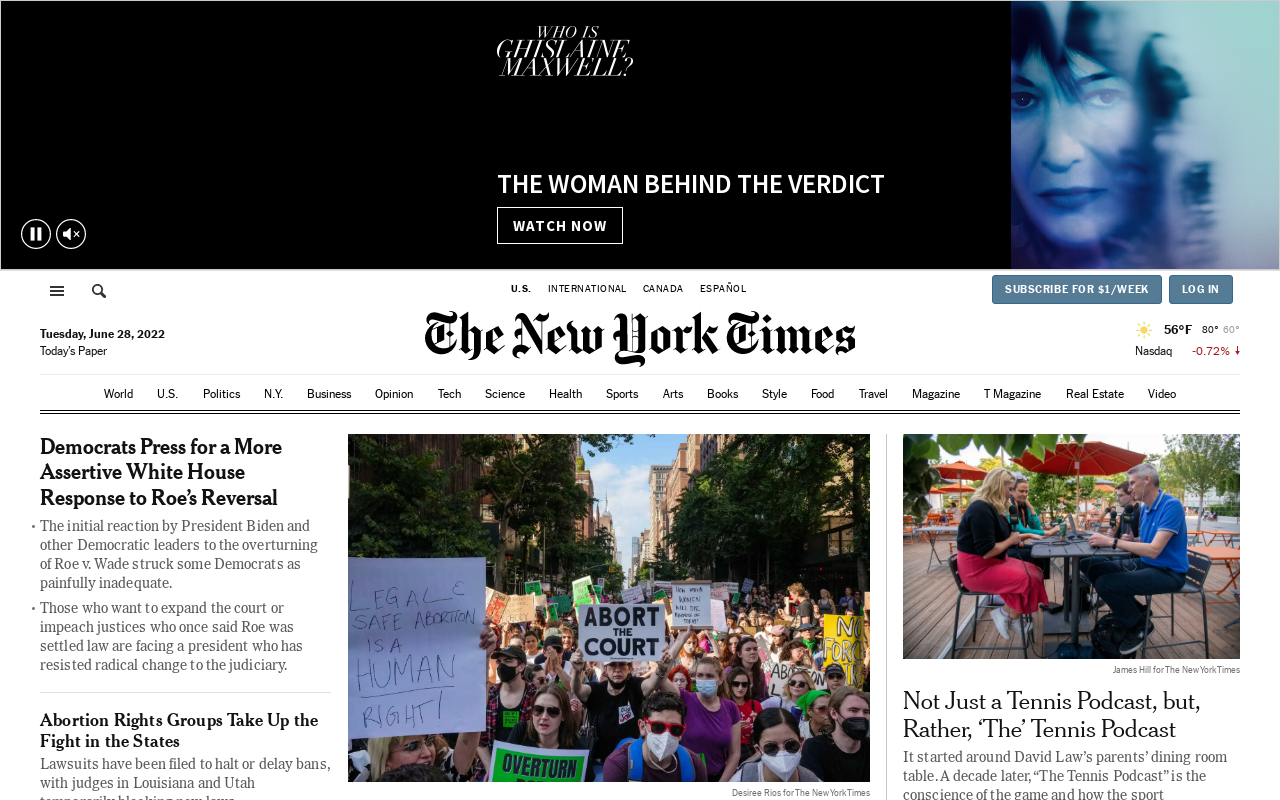 WHO IS
GHISLAINE
MAXWELL?
THE WOMAN BEHIND THE VERDICT
WATCH NOW
U.S.
INTERNATIONAL
CANADA
ESPAÑOL
SUBSCRIBE FOR $1/WEEK
LOG IN
Tuesday, June 28, 2022
Today's Paper
The New York Times
56°F 80° 60°
Nasdaq -0.72%
World
U.S.
Politics
N.Y.
Business
Opinion
Tech
Science
Health
Sports
Arts
Books
Style
Food
Travel
Magazine
T Magazine
Real Estate
Video
Democrats Press for a More
Assertive White House
Response to Roe's Reversal
• The initial reaction by President Biden and
other Democratic leaders to the overturning
of Roe v. Wade struck some Democrats as
painfully inadequate.
• Those who want to expand the court or
impeach justices who once said Roe was
settled law are facing a president who has
resisted radical change to the judiciary.
Abortion Rights Groups Take Up the
Fight in the States
Lawsuits have been filed to halt or delay bans,
with judges in Louisiana and Utah
temporarily blocking new laws.
LEGAL &
SAFE ABORTION
IS A
HUMAN
RIGHT!
ABORT
THE
COURT
OVERTURN
Desiree Rios for The New York Times
James Hill for The New York Times
Not Just a Tennis Podcast, but,
Rather, 'The' Tennis Podcast
It started around David Law's parents' dining room
table. A decade later, "The Tennis Podcast" is the
conscience of the game and how the sport